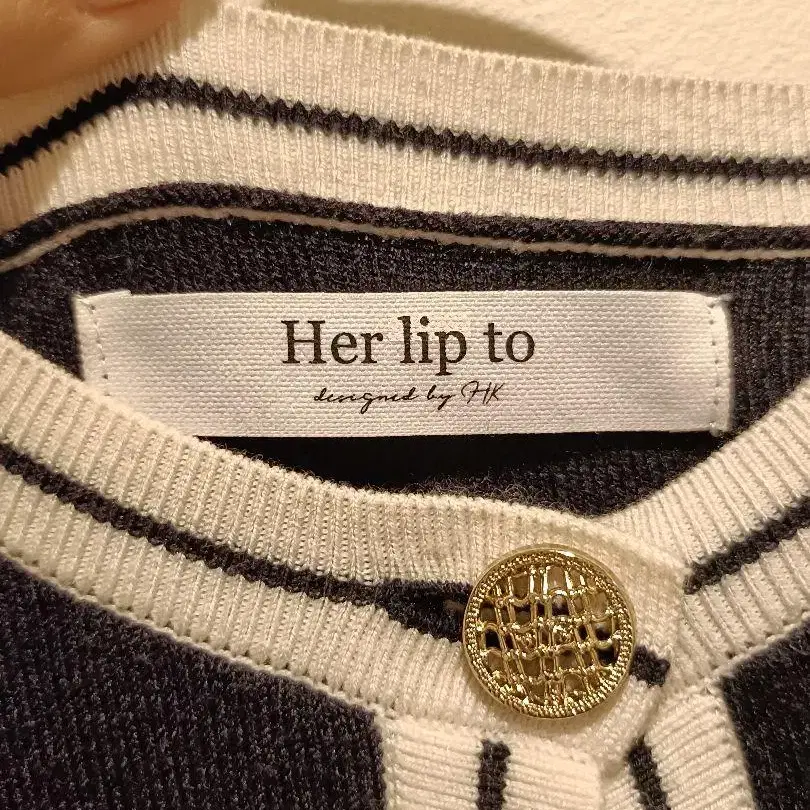 Her lip to
designed by HK